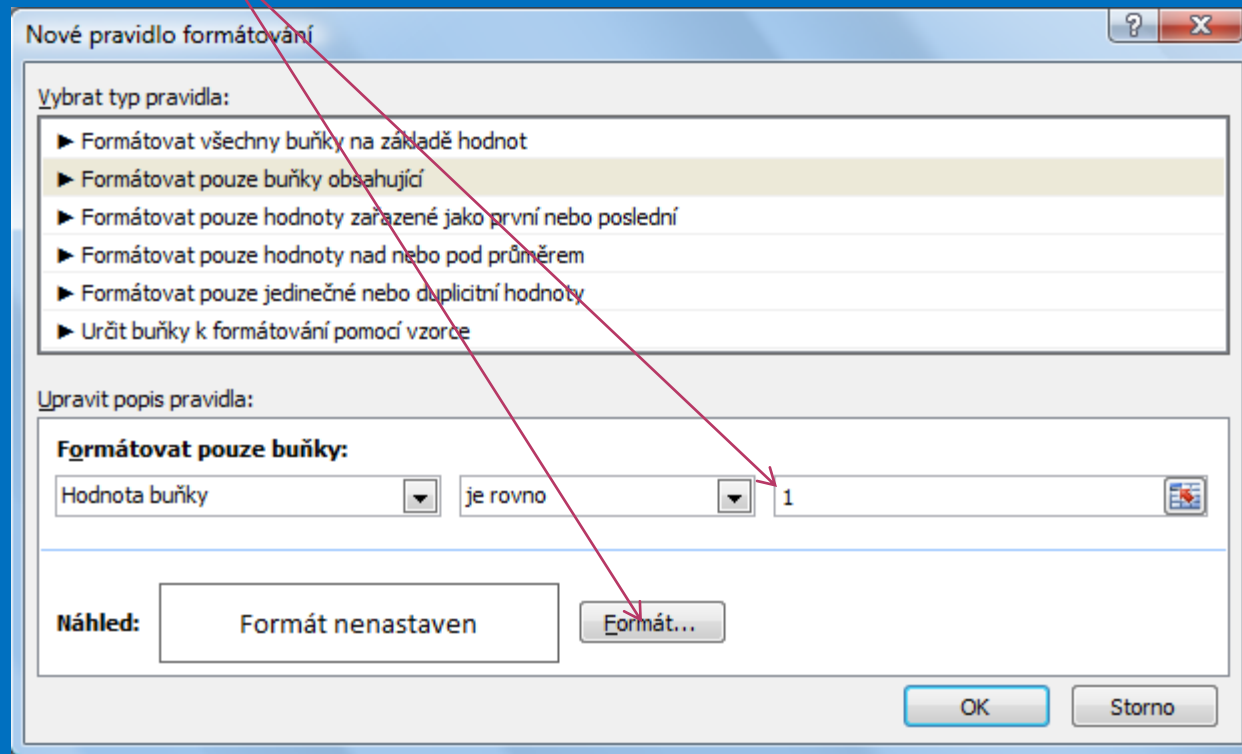 Nové pravidlo formátování
Vybrat typ pravidla:
► Formátovat všechny buňky na základě hodnot
► Formátovat pouze buňky obsahující
► Formátovat pouze hodnoty zařazené jako první nebo poslední
► Formátovat pouze hodnoty nad nebo pod průměrem
► Formátovat pouze jedinečné nebo duplicitní hodnoty
► Určit buňky k formátování pomocí vzorce
Upravit popis pravidla:
Formátovat pouze buňky:
Hodnota buňky je rovno 1
Náhled: Formát nenastaven Formát...
OK Storno